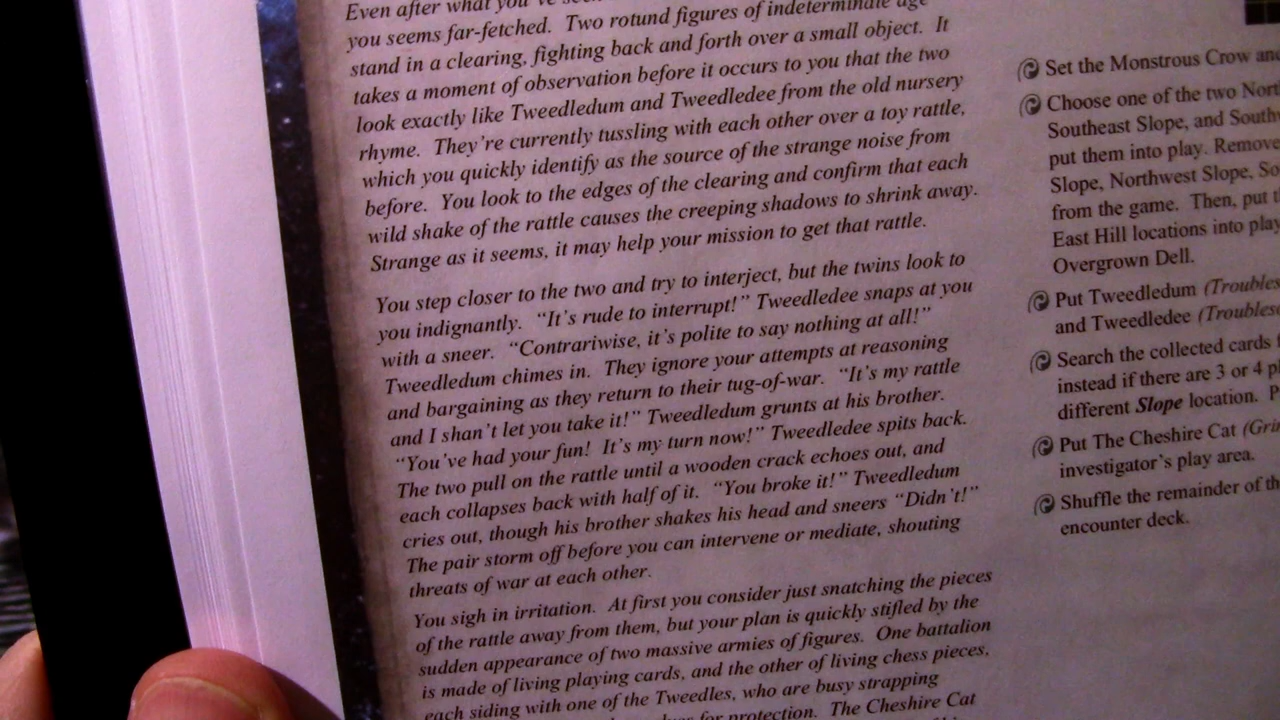 Even after what you've
you seems far-fetched. Two rotund figures of indeterminate age
stand in a clearing, fighting back and forth over a small object. It
takes a moment of observation before it occurs to you that the two
look exactly like Tweedledum and Tweedledee from the old nursery
rhyme. They're currently tussling with each other over a toy rattle,
which you quickly identify as the source of the strange noise from
before. You look to the edges of the clearing and confirm that each
wild shake of the rattle causes the creeping shadows to shrink away.
Strange as it seems, it may help your mission to get that rattle.
You step closer to the two and try to interject, but the twins look to
you indignantly. "It's rude to interrupt!" Tweedledee snaps at you
with a sneer. "Contrariwise, it's polite to say nothing at all!"
Tweedledum chimes in. They ignore your attempts at reasoning
and bargaining as they return to their tug-of-war. "It's my rattle
and I shan't let you take it!" Tweedledum grunts at his brother.
"You've had your fun! It's my turn now!" Tweedledee spits back.
The two pull on the rattle until a wooden crack echoes out, and
each collapses back with half of it. "You broke it!" Tweedledum
cries out, though his brother shakes his head and sneers "Didn't!"
The pair storm off before you can intervene or mediate, shouting
threats of war at each other.
You sigh in irritation. At first you consider just snatching the pieces
of the rattle away from them, but your plan is quickly stifled by the
sudden appearance of two massive armies of figures. One battalion
is made of living playing cards, and the other of living chess pieces,
each siding with one of the Tweedles, who are busy strapping
for protection. The Cheshire Cat
Set the Monstrous Crow and
Choose one of the two
Southeast Slope, and
put them into play. Remove
Slope, Northwest Slope,
from the game. Then, put
East Hill locations into play
Overgrown Dell.
Put Tweedledum
and Tweedledee
Search the collected cards
instead if there are 3 or 4
different Slope location.
Put The Cheshire Cat
investigator's play area.
Shuffle the remainder of the
encounter deck.